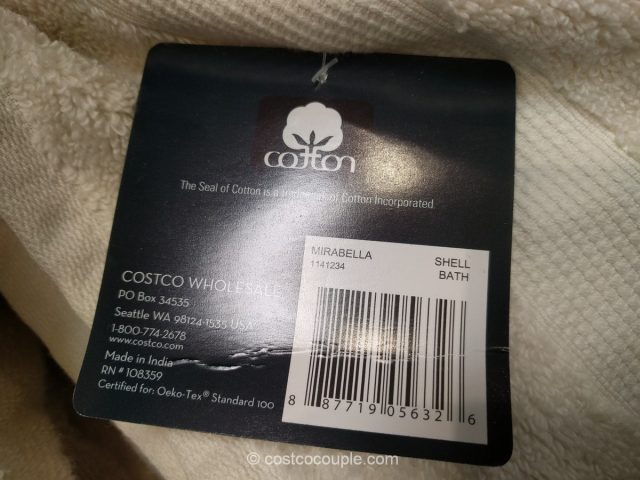 cotton
The Seal of Cotton is a trademark of Cotton Incorporated
MIRABELLA
1141234
SHELL
BATH
COSTCO WHOLESALE
PO Box 34535
Seattle WA 98124-1535 USA
1-800-774-2678
www.costco.com
Made in India
RN # 108359
Certified for: Oeko-Tex® Standard 100
8 87719 05632 6
© costcocouple.com